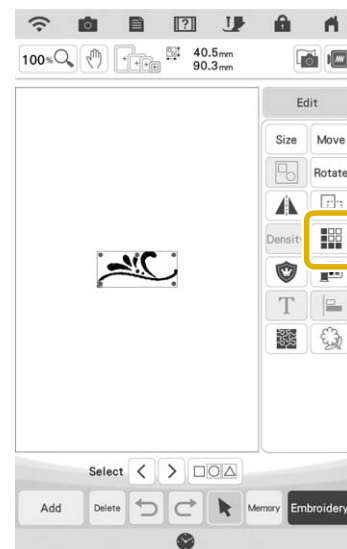 100%
40.5mm
90.3mm
Edit
Size Move
Rotate
Densit
T
Select
Add Delete Memory Embroidery